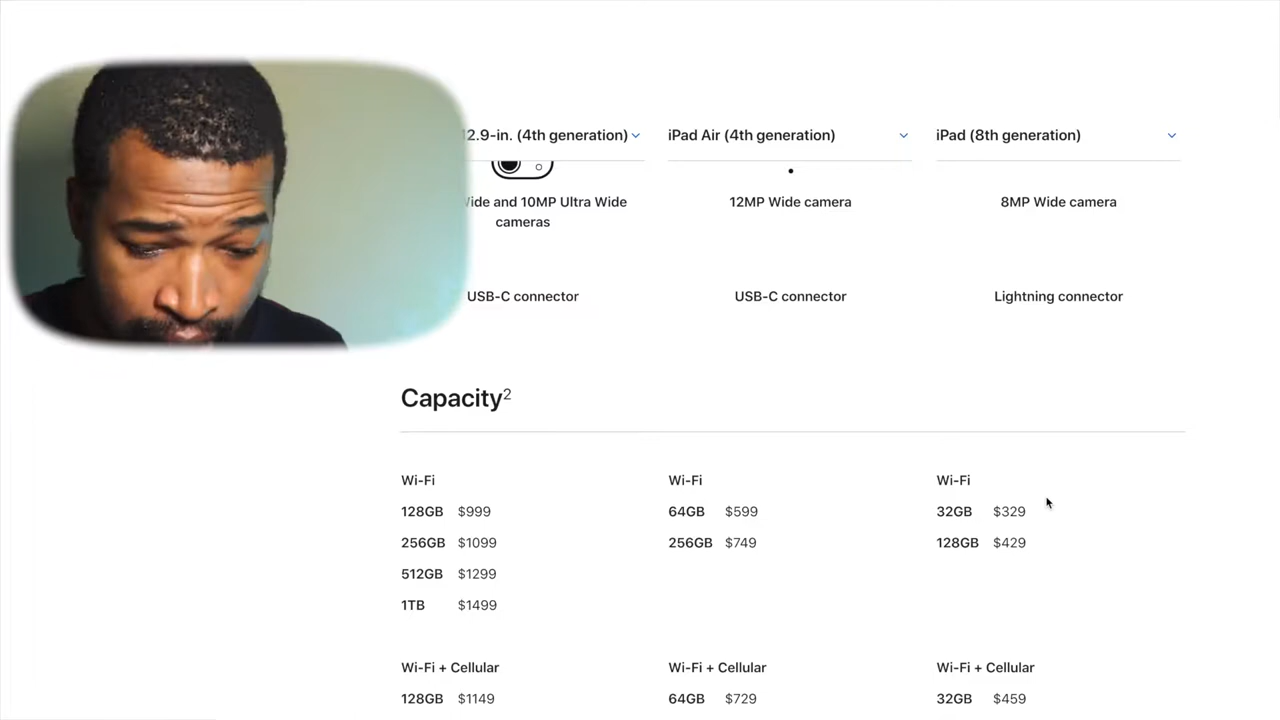 12.9-in. (4th generation)
iPad Air (4th generation)
iPad (8th generation)
and 10MP Ultra Wide
cameras
12MP Wide camera
8MP Wide camera
USB-C connector
USB-C connector
Lightning connector
Capacity2
Wi-Fi
128GB $999
256GB $1099
512GB $1299
1TB $1499
Wi-Fi
64GB $599
256GB $749
Wi-Fi
32GB $329
128GB $429
Wi-Fi + Cellular
128GB $1149
Wi-Fi + Cellular
64GB $729
Wi-Fi + Cellular
32GB $459